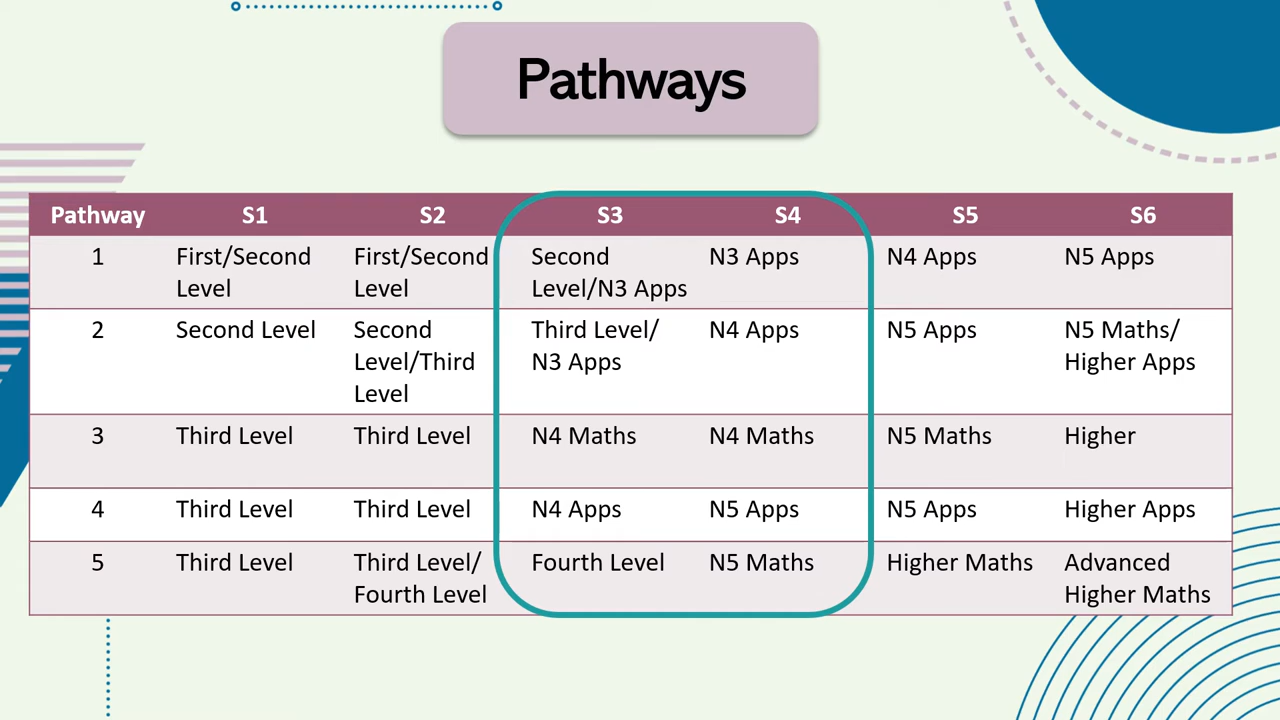 Pathways
Pathway S1 S2 S3 S4 S5 S6
1 First/Second Level First/Second Level Second Level/N3 Apps N3 Apps N4 Apps N5 Apps
2 Second Level Second Level/Third Level Third Level/ N3 Apps N4 Apps N5 Apps N5 Maths/ Higher Apps
3 Third Level Third Level N4 Maths N4 Maths N5 Maths Higher
4 Third Level Third Level N4 Apps N5 Apps N5 Apps Higher Apps
5 Third Level Third Level/ Fourth Level Fourth Level N5 Maths Higher Maths Advanced Higher Maths